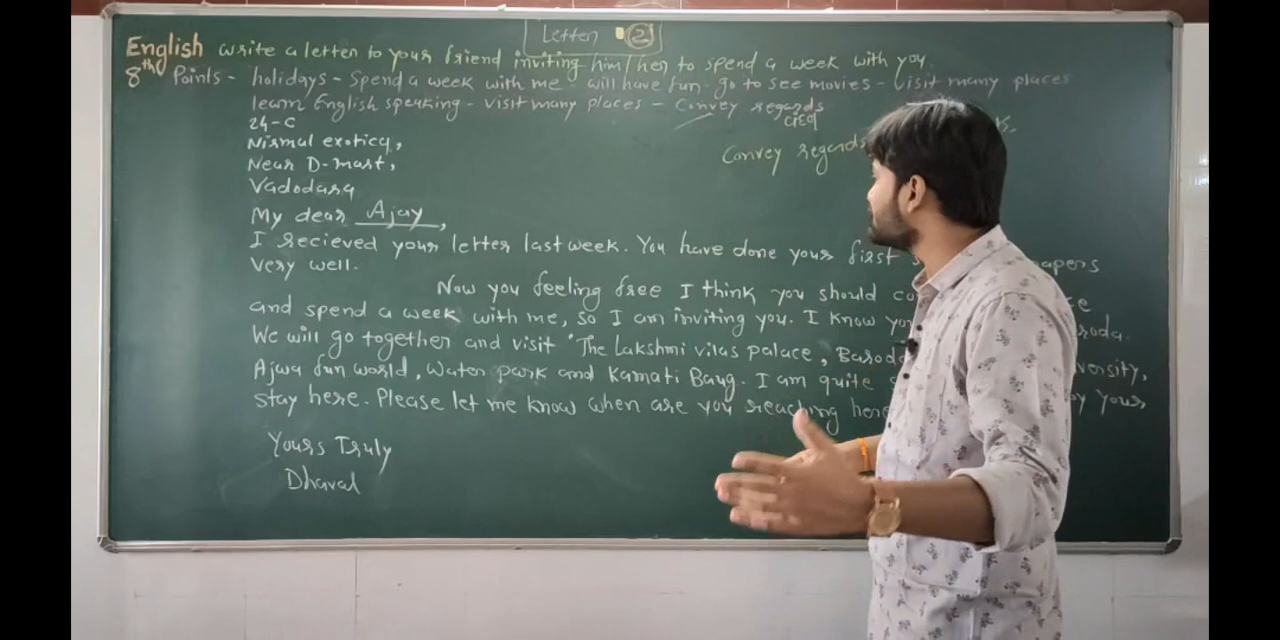 Letter 2
English write a letter to your friend inviting him/her to spend a week with you.
8th Points - holidays - Spend a week with me - will have fun - go to see movies - visit many places
learn English speaking - visit many places - convey regards
24-C
Nirmal exotica,
Near D-mart,
Vadodara
Convey regards
My dear Ajay,
I recieved your letter last week. You have done your first papers
very well.
Now you feeling free I think you should
and spend a week with me, so I am inviting you. I know
We will go together and visit 'The Lakshmi vilas palace,
Ajwa fun world, Water park and Kamati Baug. I am quite
stay here. Please let me know when are you reaching here
Yours Truly
Dhaval